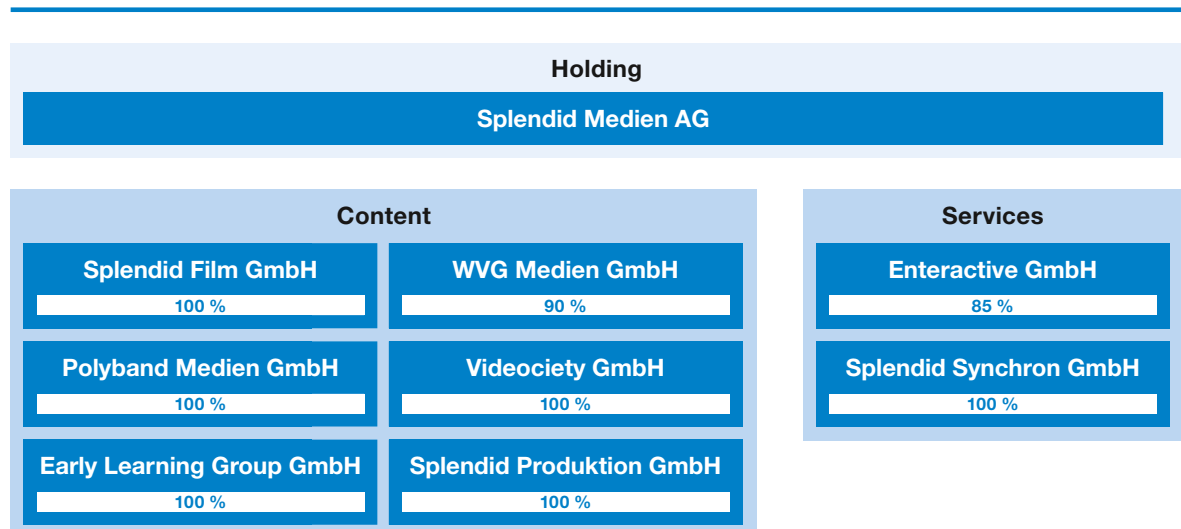 Holding
Splendid Medien AG
Content
Splendid Film GmbH
100 %
WVG Medien GmbH
90 %
Polyband Medien GmbH
100 %
Videociety GmbH
100 %
Early Learning Group GmbH
100 %
Splendid Produktion GmbH
100 %
Services
Enteractive GmbH
85 %
Splendid Synchron GmbH
100 %